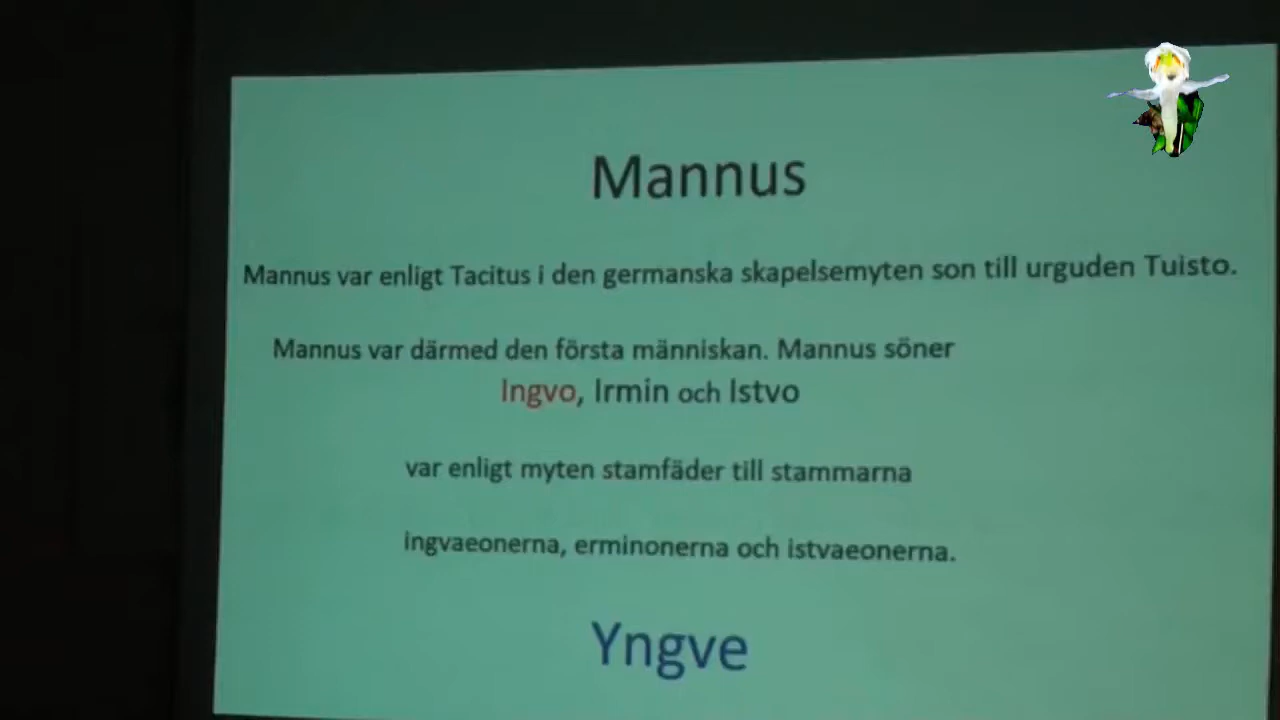 Mannus
Mannus var enligt Tacitus i den germanska skapelsemyten son till urguden Tuisto.
Mannus var därmed den första människan. Mannus söner
Ingvo, Irmin och Istvo
var enligt myten stamfäder till stammarna
ingvaeonerna, erminonerna och istvaeonerna.
Yngve